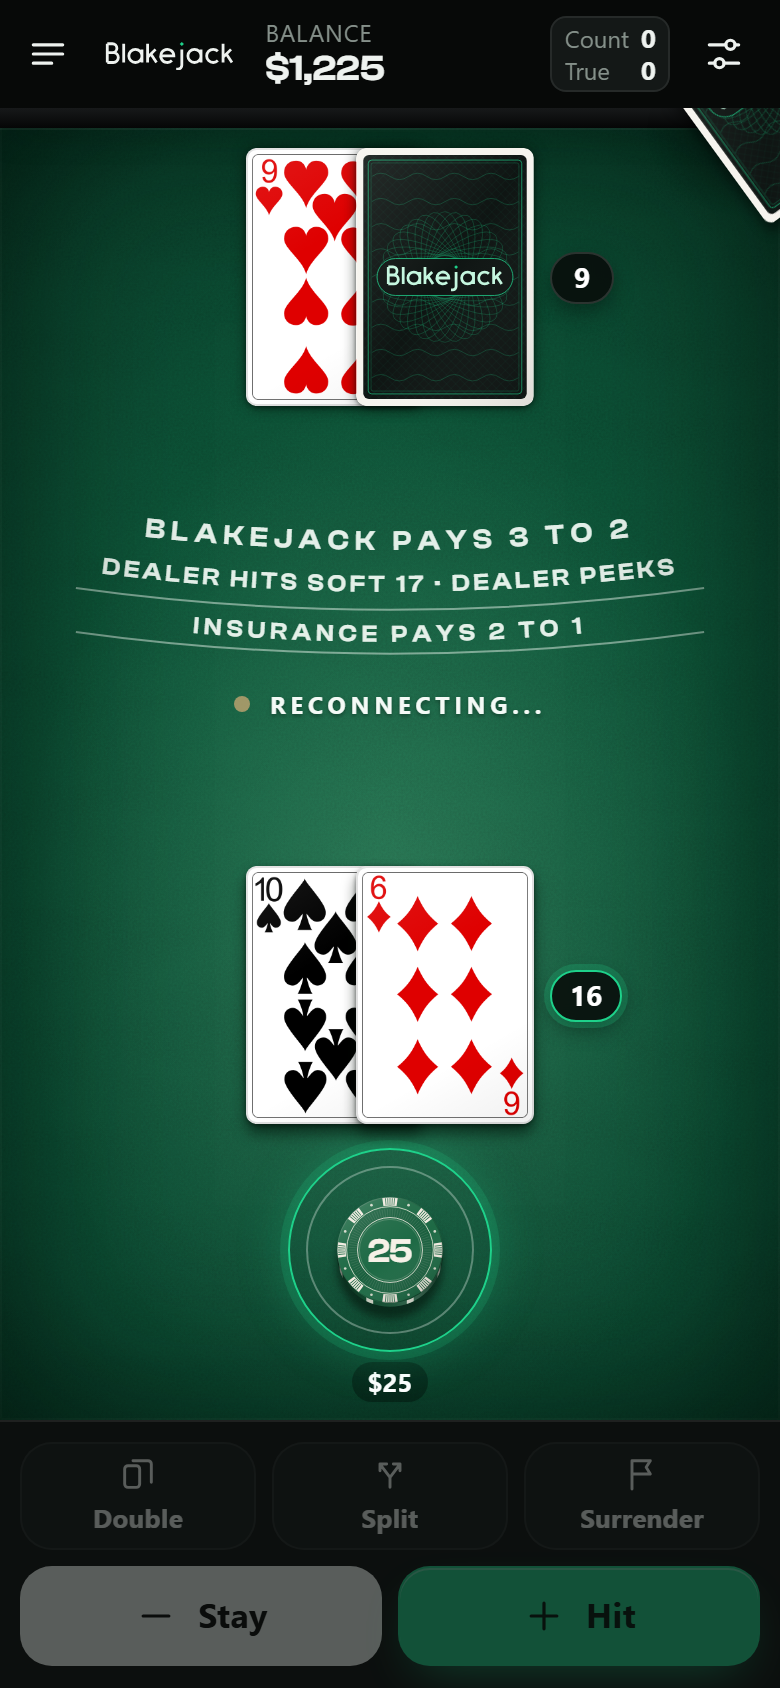 Blakejack
BALANCE
$1,225
Count 0
True 0
9
Blakejack
9
BLAKEJACK PAYS 3 TO 2
DEALER HITS SOFT 17 · DEALER PEEKS
INSURANCE PAYS 2 TO 1
RECONNECTING...
10
6
6
16
25
$25
Double
Split
Surrender
Stay
Hit